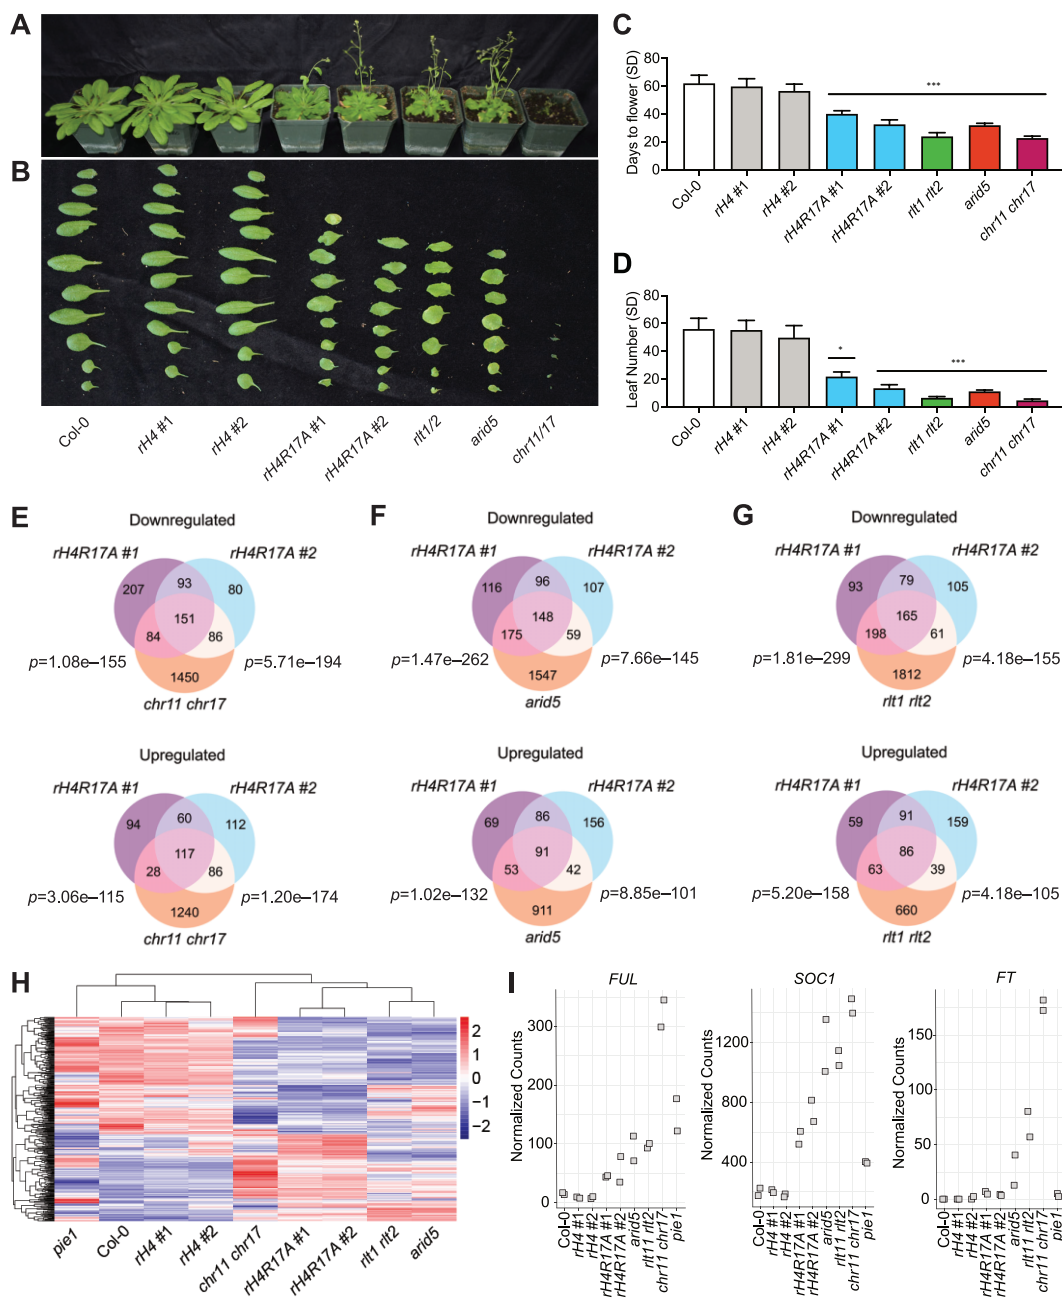 A
B
Col-0
rH4 #1
rH4 #2
rH4R17A #1
rH4R17A #2
rlt1/2
arid5
chr11/17
C
Days to flower (SD)
80
60
40
20
0
***
Col-0
rH4 #1
rH4 #2
rH4R17A #1
rH4R17A #2
rlt1 rlt2
arid5
chr11 chr17
D
Leaf Number (SD)
80
60
40
20
0
*
***
Col-0
rH4 #1
rH4 #2
rH4R17A #1
rH4R17A #2
rlt1 rlt2
arid5
chr11 chr17
E
Downregulated
rH4R17A #1
rH4R17A #2
207
93
80
151
84
86
p=1.08e–155
p=5.71e–194
1450
chr11 chr17
Upregulated
rH4R17A #1
rH4R17A #2
94
60
112
117
28
86
p=3.06e–115
p=1.20e–174
1240
chr11 chr17
F
Downregulated
rH4R17A #1
rH4R17A #2
116
96
107
148
175
59
p=1.47e–262
p=7.66e–145
1547
arid5
Upregulated
rH4R17A #1
rH4R17A #2
69
86
156
91
53
42
p=1.02e–132
p=8.85e–101
911
arid5
G
Downregulated
rH4R17A #1
rH4R17A #2
93
79
105
165
198
61
p=1.81e–299
p=4.18e–155
1812
rlt1 rlt2
Upregulated
rH4R17A #1
rH4R17A #2
59
91
159
86
63
39
p=5.20e–158
p=4.18e–105
660
rlt1 rlt2
H
2
1
0
−1
−2
pie1
Col-0
rH4 #1
rH4 #2
chr11 chr17
rH4R17A #1
rH4R17A #2
rlt1 rlt2
arid5
I
FUL
Normalized Counts
300
200
100
0
Col-0
rH4 #1
rH4 #2
rH4R17A #1
rH4R17A #2
arid5
rlt11 rlt2
chr11 chr17
pie1
SOC1
Normalized Counts
1200
800
400
Col-0
rH4 #1
rH4 #2
rH4R17A #1
rH4R17A #2
arid5
rlt11 rlt2
chr11 chr17
pie1
FT
Normalized Counts
150
100
50
0
Col-0
rH4 #1
rH4 #2
rH4R17A #1
rH4R17A #2
arid5
rlt11 rlt2
chr11 chr17
pie1